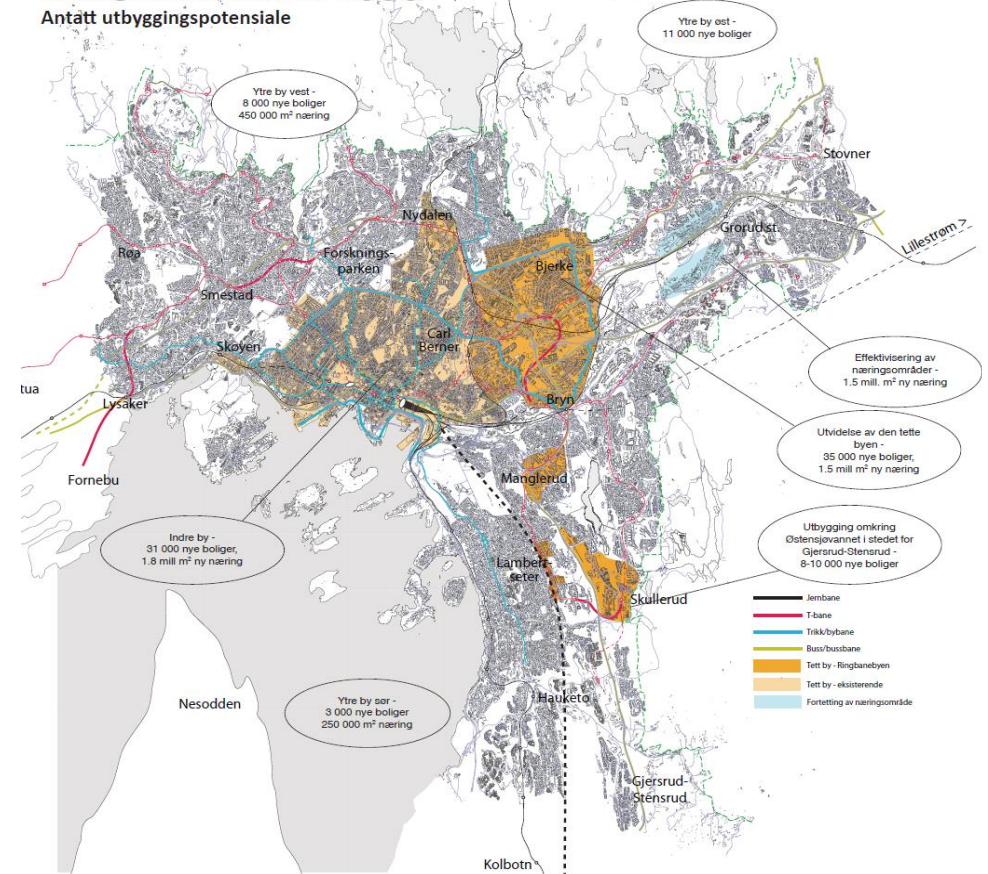 Antatt utbyggingspotensiale
Ytre by øst -
11 000 nye boliger
Ytre by vest -
8 000 nye boliger
450 000 m² næring
Stovner
Nydalen
Grorud st.
Lillestrøm >
Røa
Forsknings-
parken
Bjerke
Smestad
Carl
Berner
Skøyen
Effektivisering av
næringsområder -
1.5 mill. m² ny næring
tua
Lysaker
Bryn
Utvidelse av den tette
byen -
35 000 nye boliger,
1.5 mill m² ny næring
Fornebu
Manglerud
Indre by -
31 000 nye boliger,
1.8 mill m² ny næring
Utbygging omkring
Østensjøvannet i stedet for
Gjersrud-Stensrud -
8-10 000 nye boliger
Lambert-
seter
Skullerud
Jernbane
T-bane
Trikk/bybane
Buss/bussbane
Tett by - Ringbanebyen
Tett by - eksisterende
Fortetting av næringsområde
Nesodden
Ytre by sør -
3 000 nye boliger
250 000 m² næring
Hauketo
Gjersrud-
Stensrud
Kolbotn